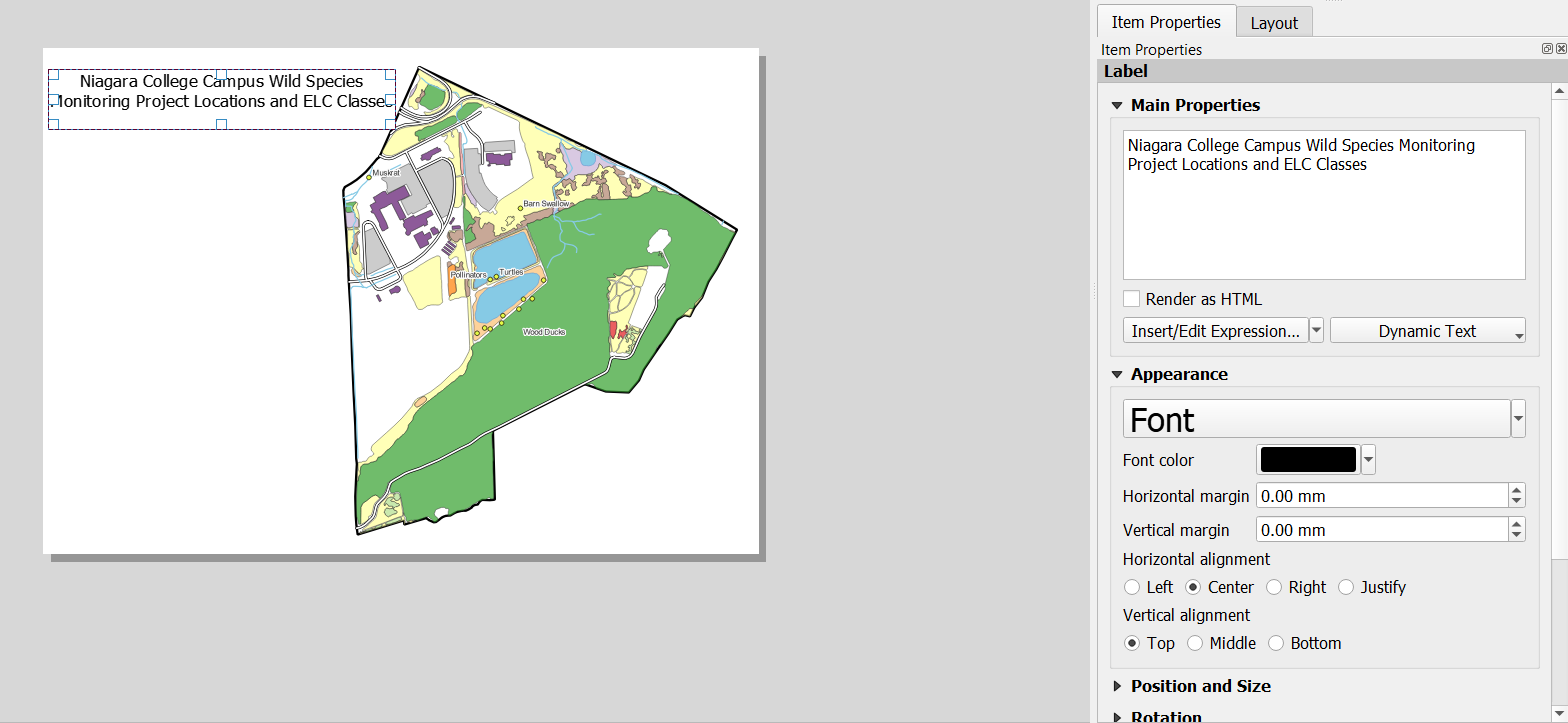 Niagara College Campus Wild Species
Monitoring Project Locations and ELC Classes
Muskrat
Barn Swallow
Pollinators
Turtles
Wood Ducks
Item Properties
Layout
Item Properties
Label
Main Properties
Niagara College Campus Wild Species Monitoring
Project Locations and ELC Classes
Render as HTML
Insert/Edit Expression...
Dynamic Text
Appearance
Font
Font color
Horizontal margin
0.00 mm
Vertical margin
0.00 mm
Horizontal alignment
Left
Center
Right
Justify
Vertical alignment
Top
Middle
Bottom
Position and Size
Rotation